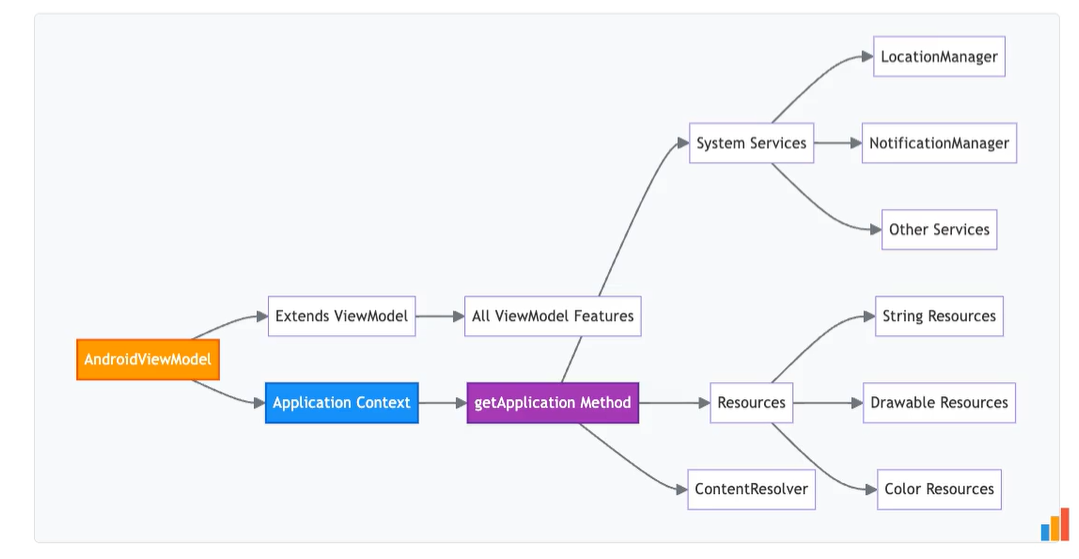 LocationManager
System Services
NotificationManager
Other Services
Extends ViewModel
All ViewModel Features
String Resources
AndroidViewModel
Application Context
getApplication Method
Resources
Drawable Resources
ContentResolver
Color Resources